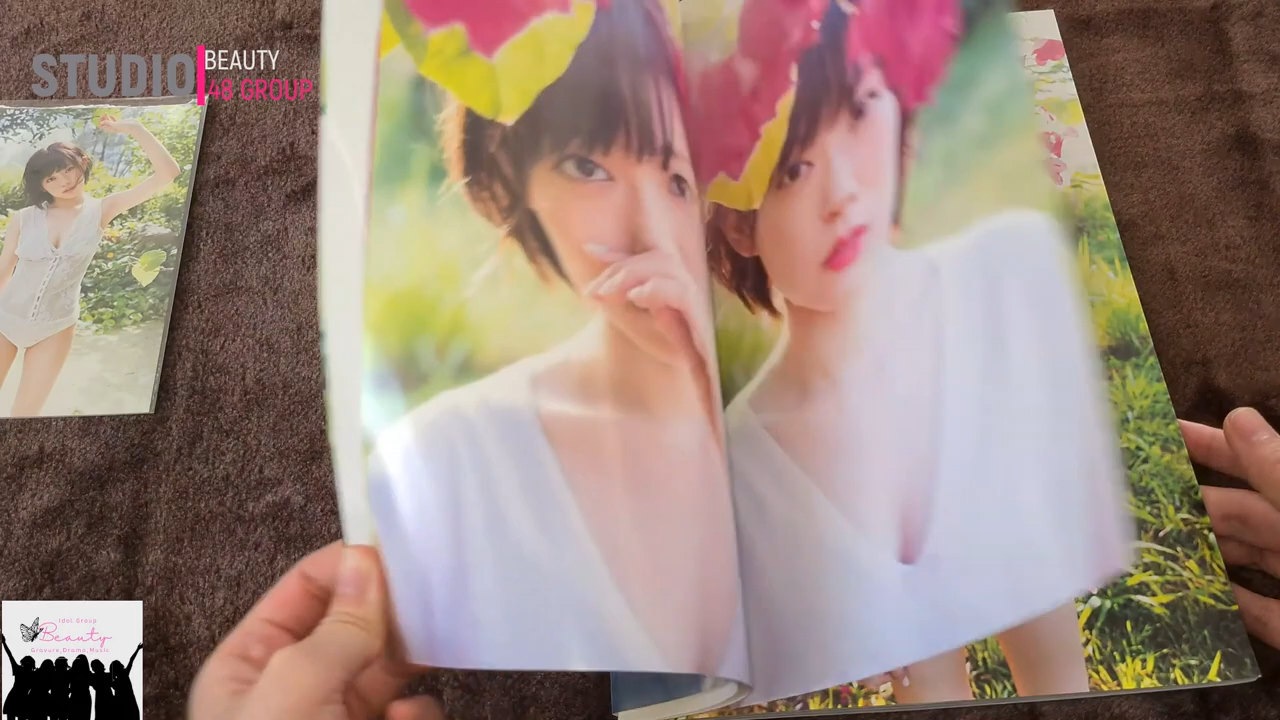 STUDIO
BEAUTY
48 GROUP
Idol Group
Beauty
Gravure,Drama,Music